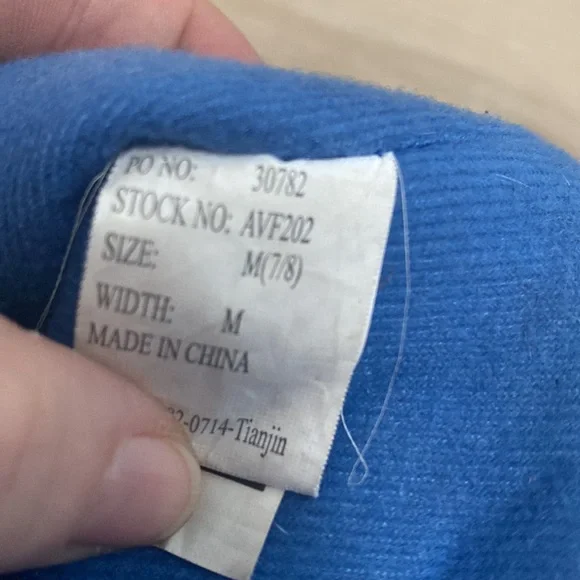 PO NO: 30782
STOCK NO: AVF202
SIZE: M(7/8)
WIDTH: M
MADE IN CHINA
-0714-Tianjin